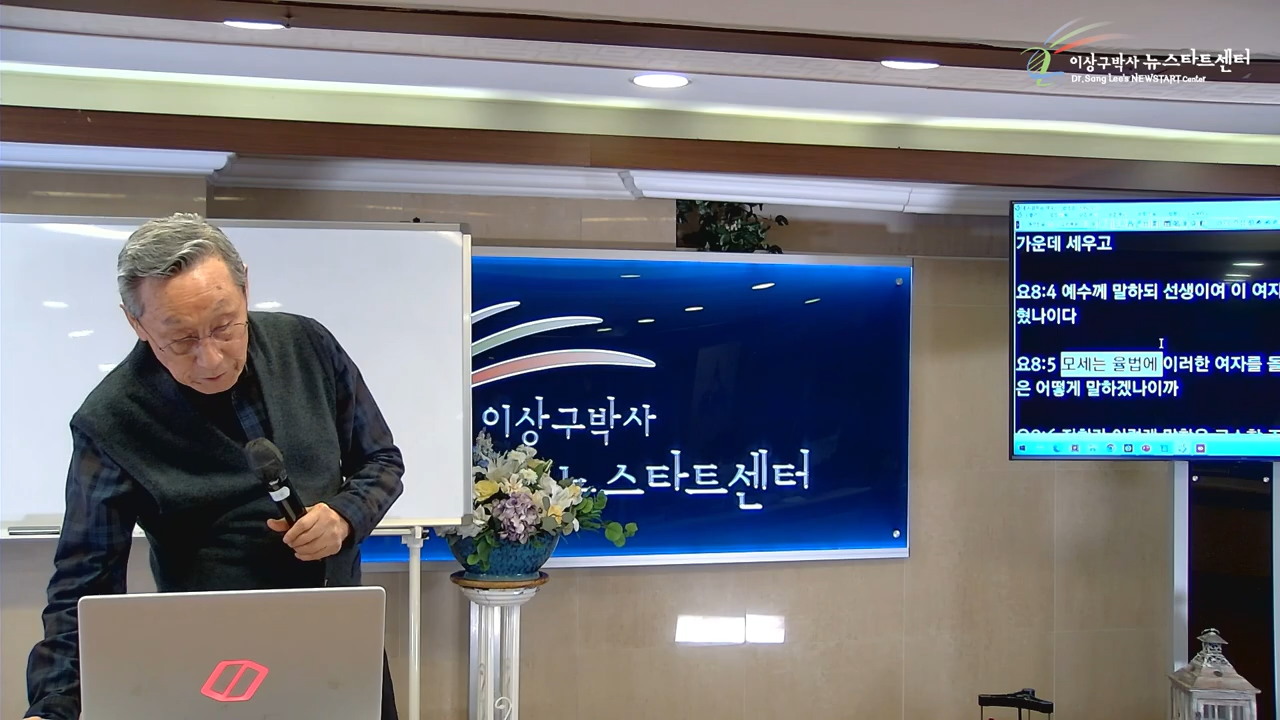 이상구박사 뉴스타트센터
Dr. Sang Lee's NEWSTART Center
가운데 세우고
요8:4 예수께 말하되 선생이여 이 여자
혔나이다
요8:5 모세는 율법에 이러한 여자를 돌
은 어떻게 말하겠나이까
이상구박사
뉴스타트센터